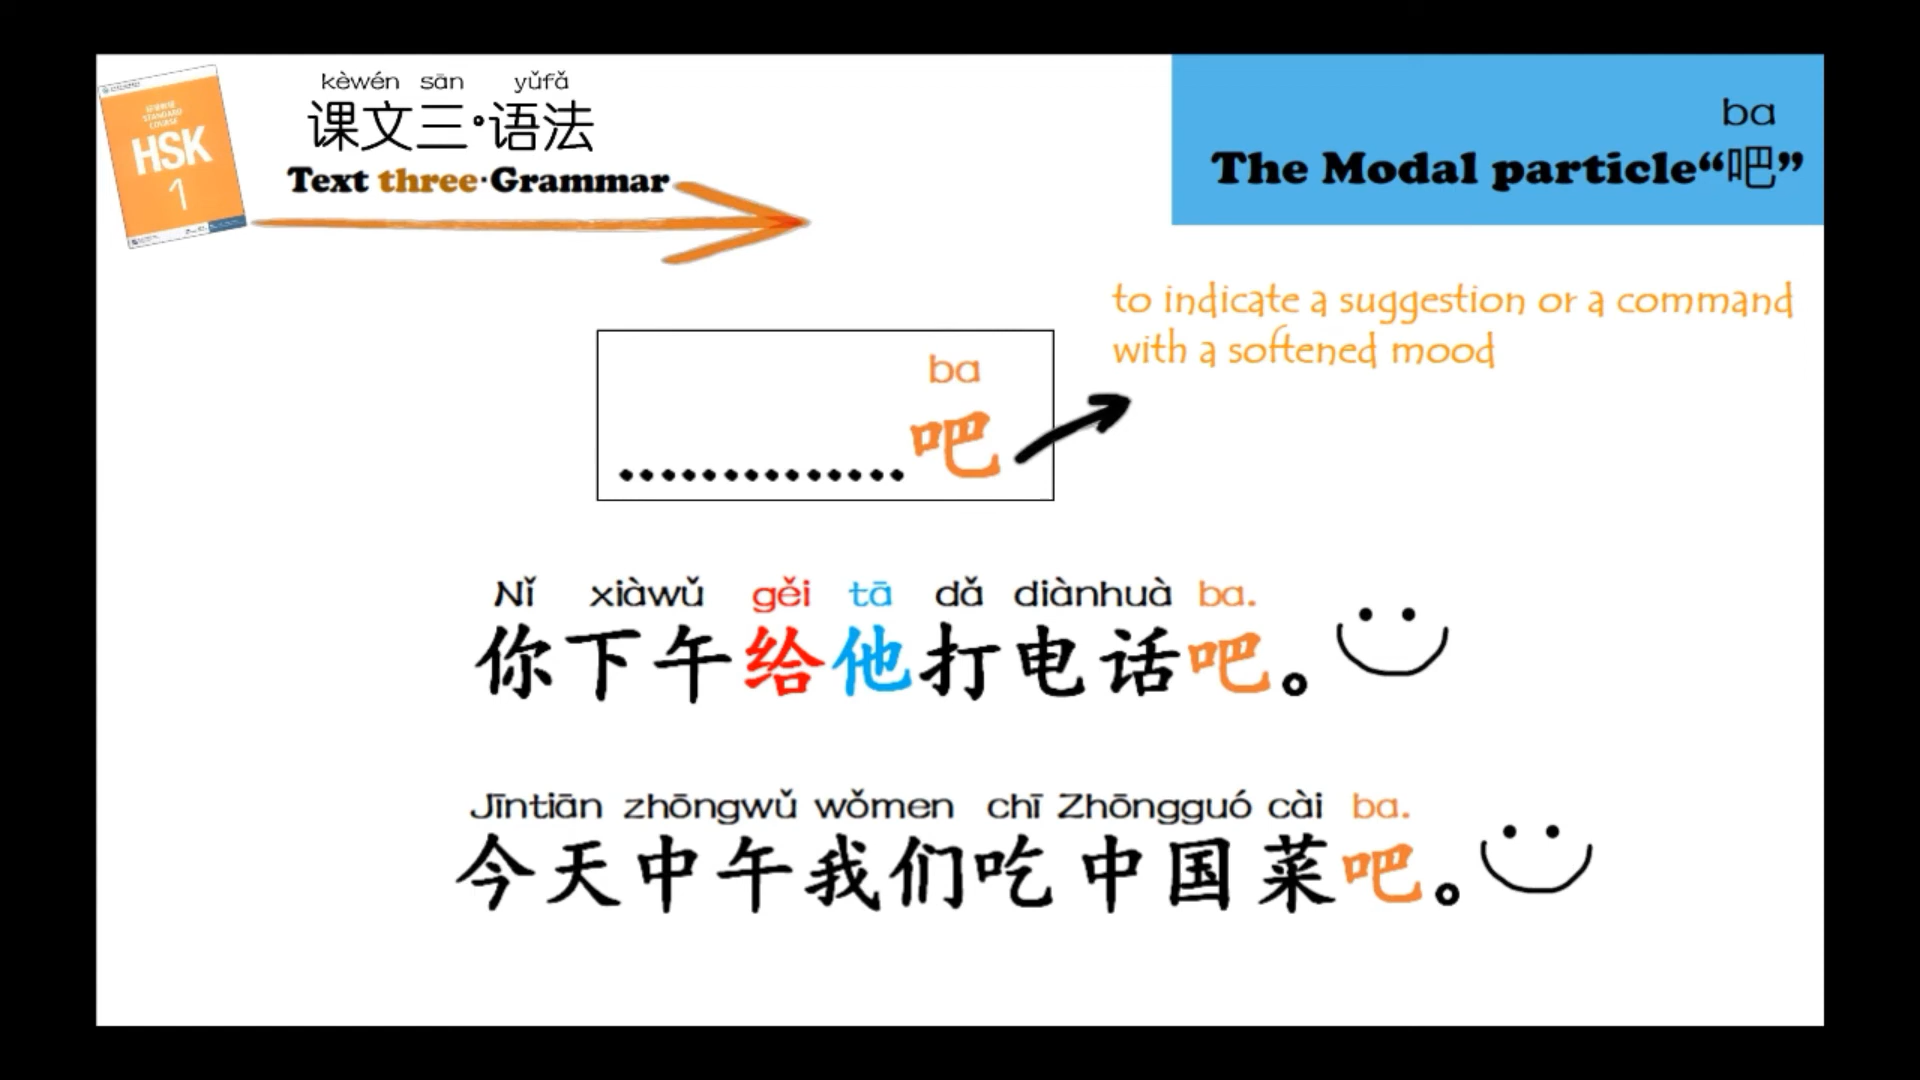 STANDARD
COURSE
HSK
1
kèwén sān yǔfǎ
课文三·语法
Text three·Grammar
ba
The Modal particle“吧”
to indicate a suggestion or a command
with a softened mood
ba
..............吧
Nǐ xiàwǔ gěi tā dǎ diànhuà ba.
你下午给他打电话吧。
Jīntiān zhōngwǔ wǒmen chī Zhōngguó cài ba.
今天中午我们吃中国菜吧。